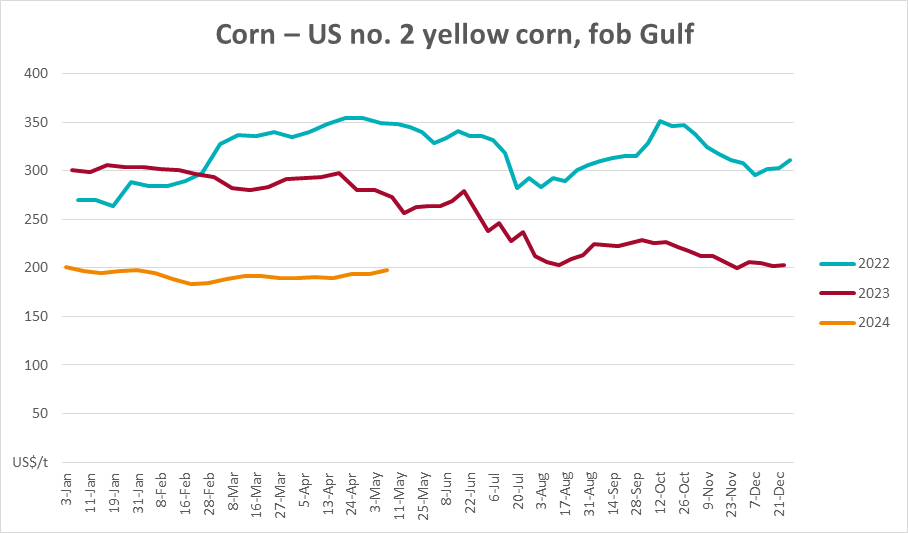 Corn – US no. 2 yellow corn, fob Gulf
400
350
300
250
200
150
100
50
US$/t
3-Jan
11-Jan
19-Jan
31-Jan
8-Feb
16-Feb
28-Feb
8-Mar
16-Mar
27-Mar
5-Apr
13-Apr
24-Apr
3-May
11-May
25-May
8-Jun
22-Jun
6-Jul
20-Jul
3-Aug
17-Aug
31-Aug
14-Sep
28-Sep
12-Oct
26-Oct
9-Nov
23-Nov
7-Dec
21-Dec
2022
2023
2024